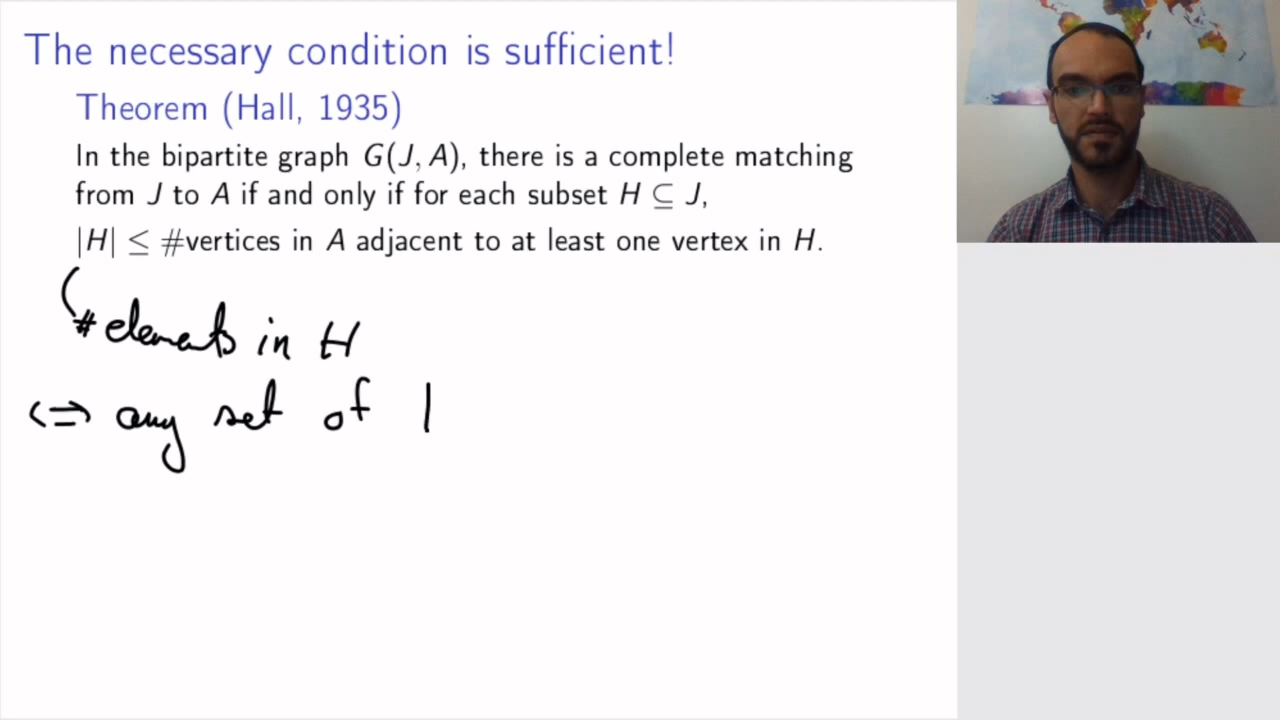 The necessary condition is sufficient!
Theorem (Hall, 1935)
In the bipartite graph G(J, A), there is a complete matching
from J to A if and only if for each subset H ⊆ J,
|H| ≤ #vertices in A adjacent to at least one vertex in H.
# elements in H
<=> any set of |